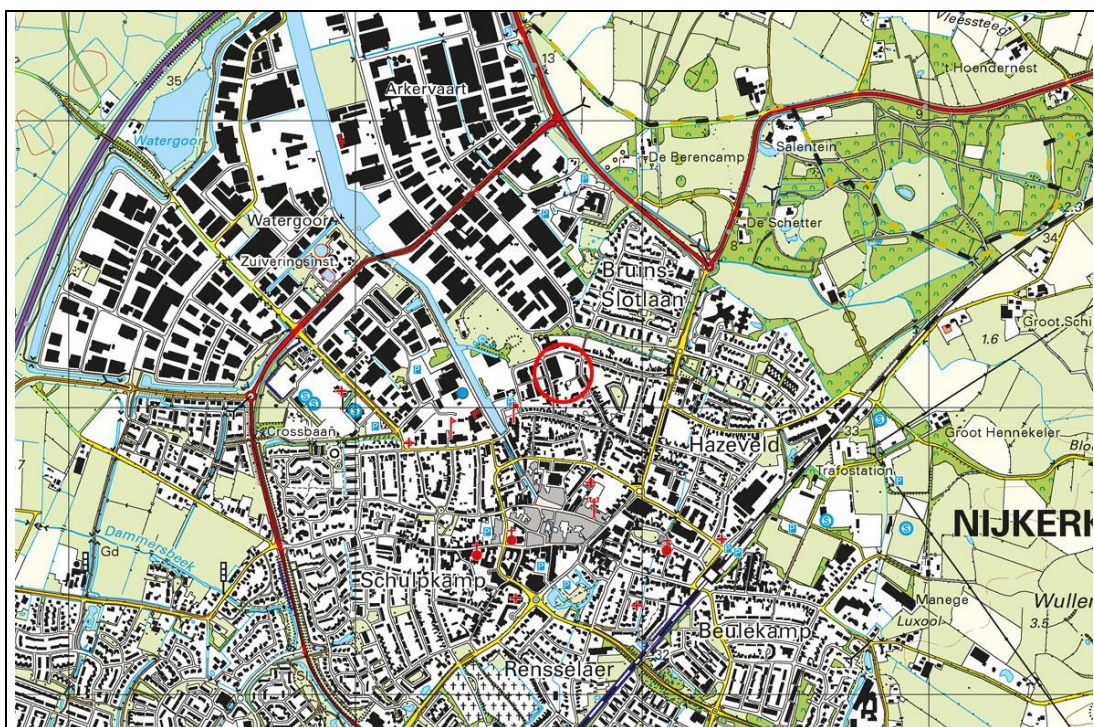 Vleessteeg
't Hoendernest
13
35
Arkervaart
9
Watergoor
De Berencamp
Salentein
2.3
Watergoor
De Schetter
8
34
Zuiveringsinst.
Bruins
Slotlaan
Groot Schi
1.6
Crossbaan
33
Groot Hennekeler
Hazeveld
Trafostation
NIJKERK
Gd
Dammersbeek
Schulpkamp
Manege
Luxool
Wuller
3.5
Beulekamp
32
Rensselaer